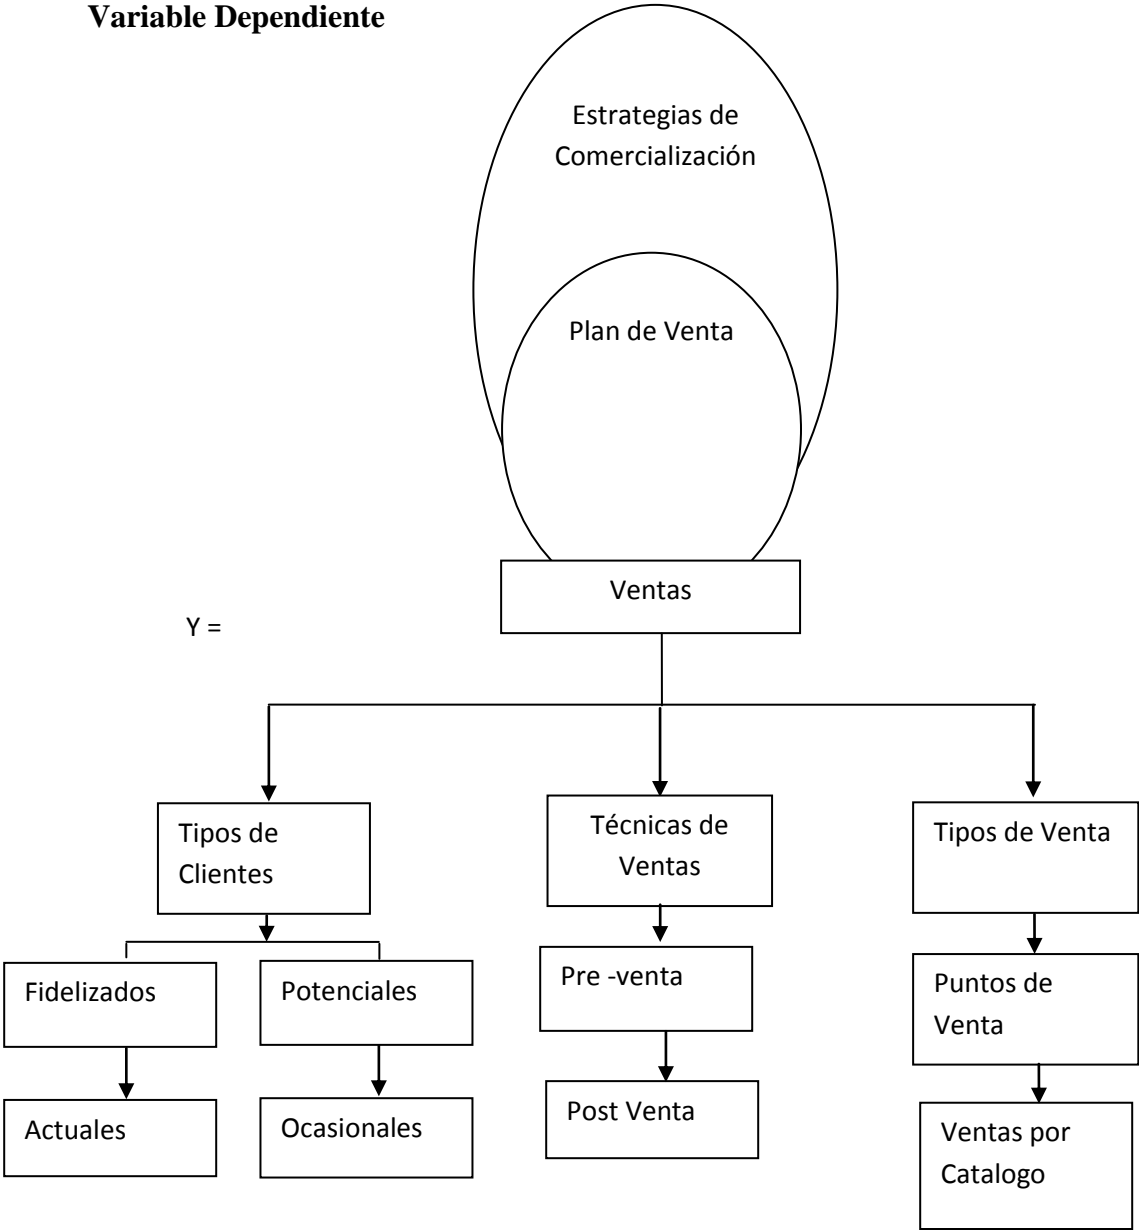 Variable Dependiente
Estrategias de
Comercialización
Plan de Venta
Ventas
Y =
Tipos de
Clientes
Técnicas de
Ventas
Tipos de Venta
Fidelizados
Potenciales
Pre -venta
Puntos de
Venta
Actuales
Ocasionales
Post Venta
Ventas por
Catalogo